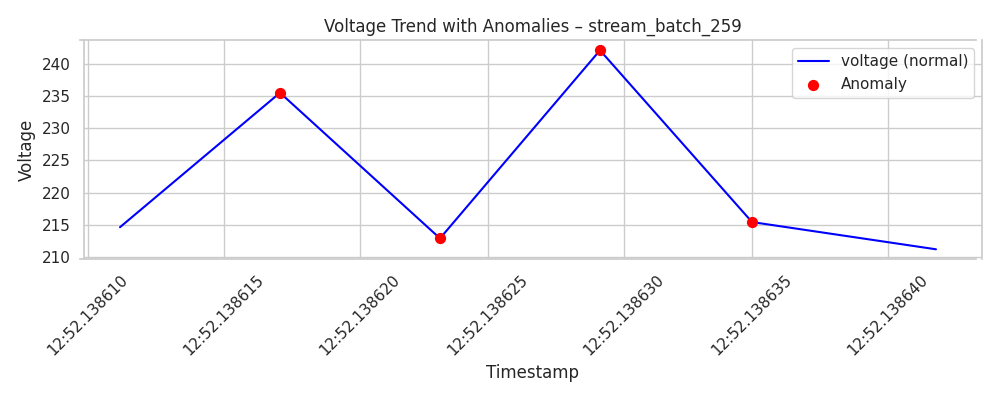 Voltage Trend with Anomalies – stream_batch_259
voltage (normal)
Anomaly
Voltage
240
235
230
225
220
215
210
12:52.138610
12:52.138615
12:52.138620
12:52.138625
12:52.138630
12:52.138635
12:52.138640
Timestamp